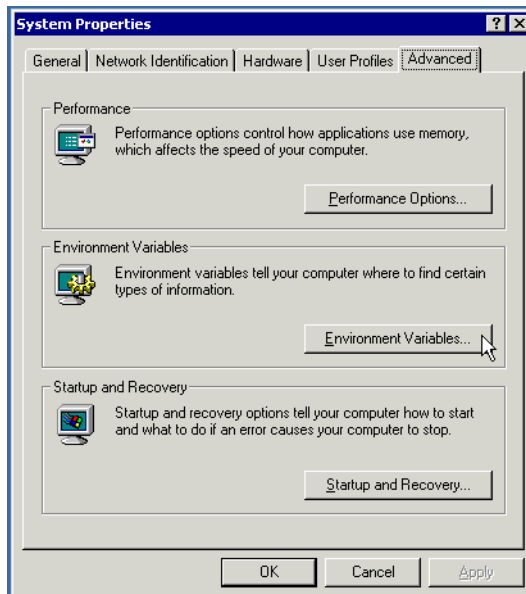 System Properties
General
Network Identification
Hardware
User Profiles
Advanced
Performance
Performance options control how applications use memory,
which affects the speed of your computer.
Performance Options...
Environment Variables
Environment variables tell your computer where to find certain
types of information.
Environment Variables...
Startup and Recovery
Startup and recovery options tell your computer how to start
and what to do if an error causes your computer to stop.
Startup and Recovery...
OK
Cancel
Apply